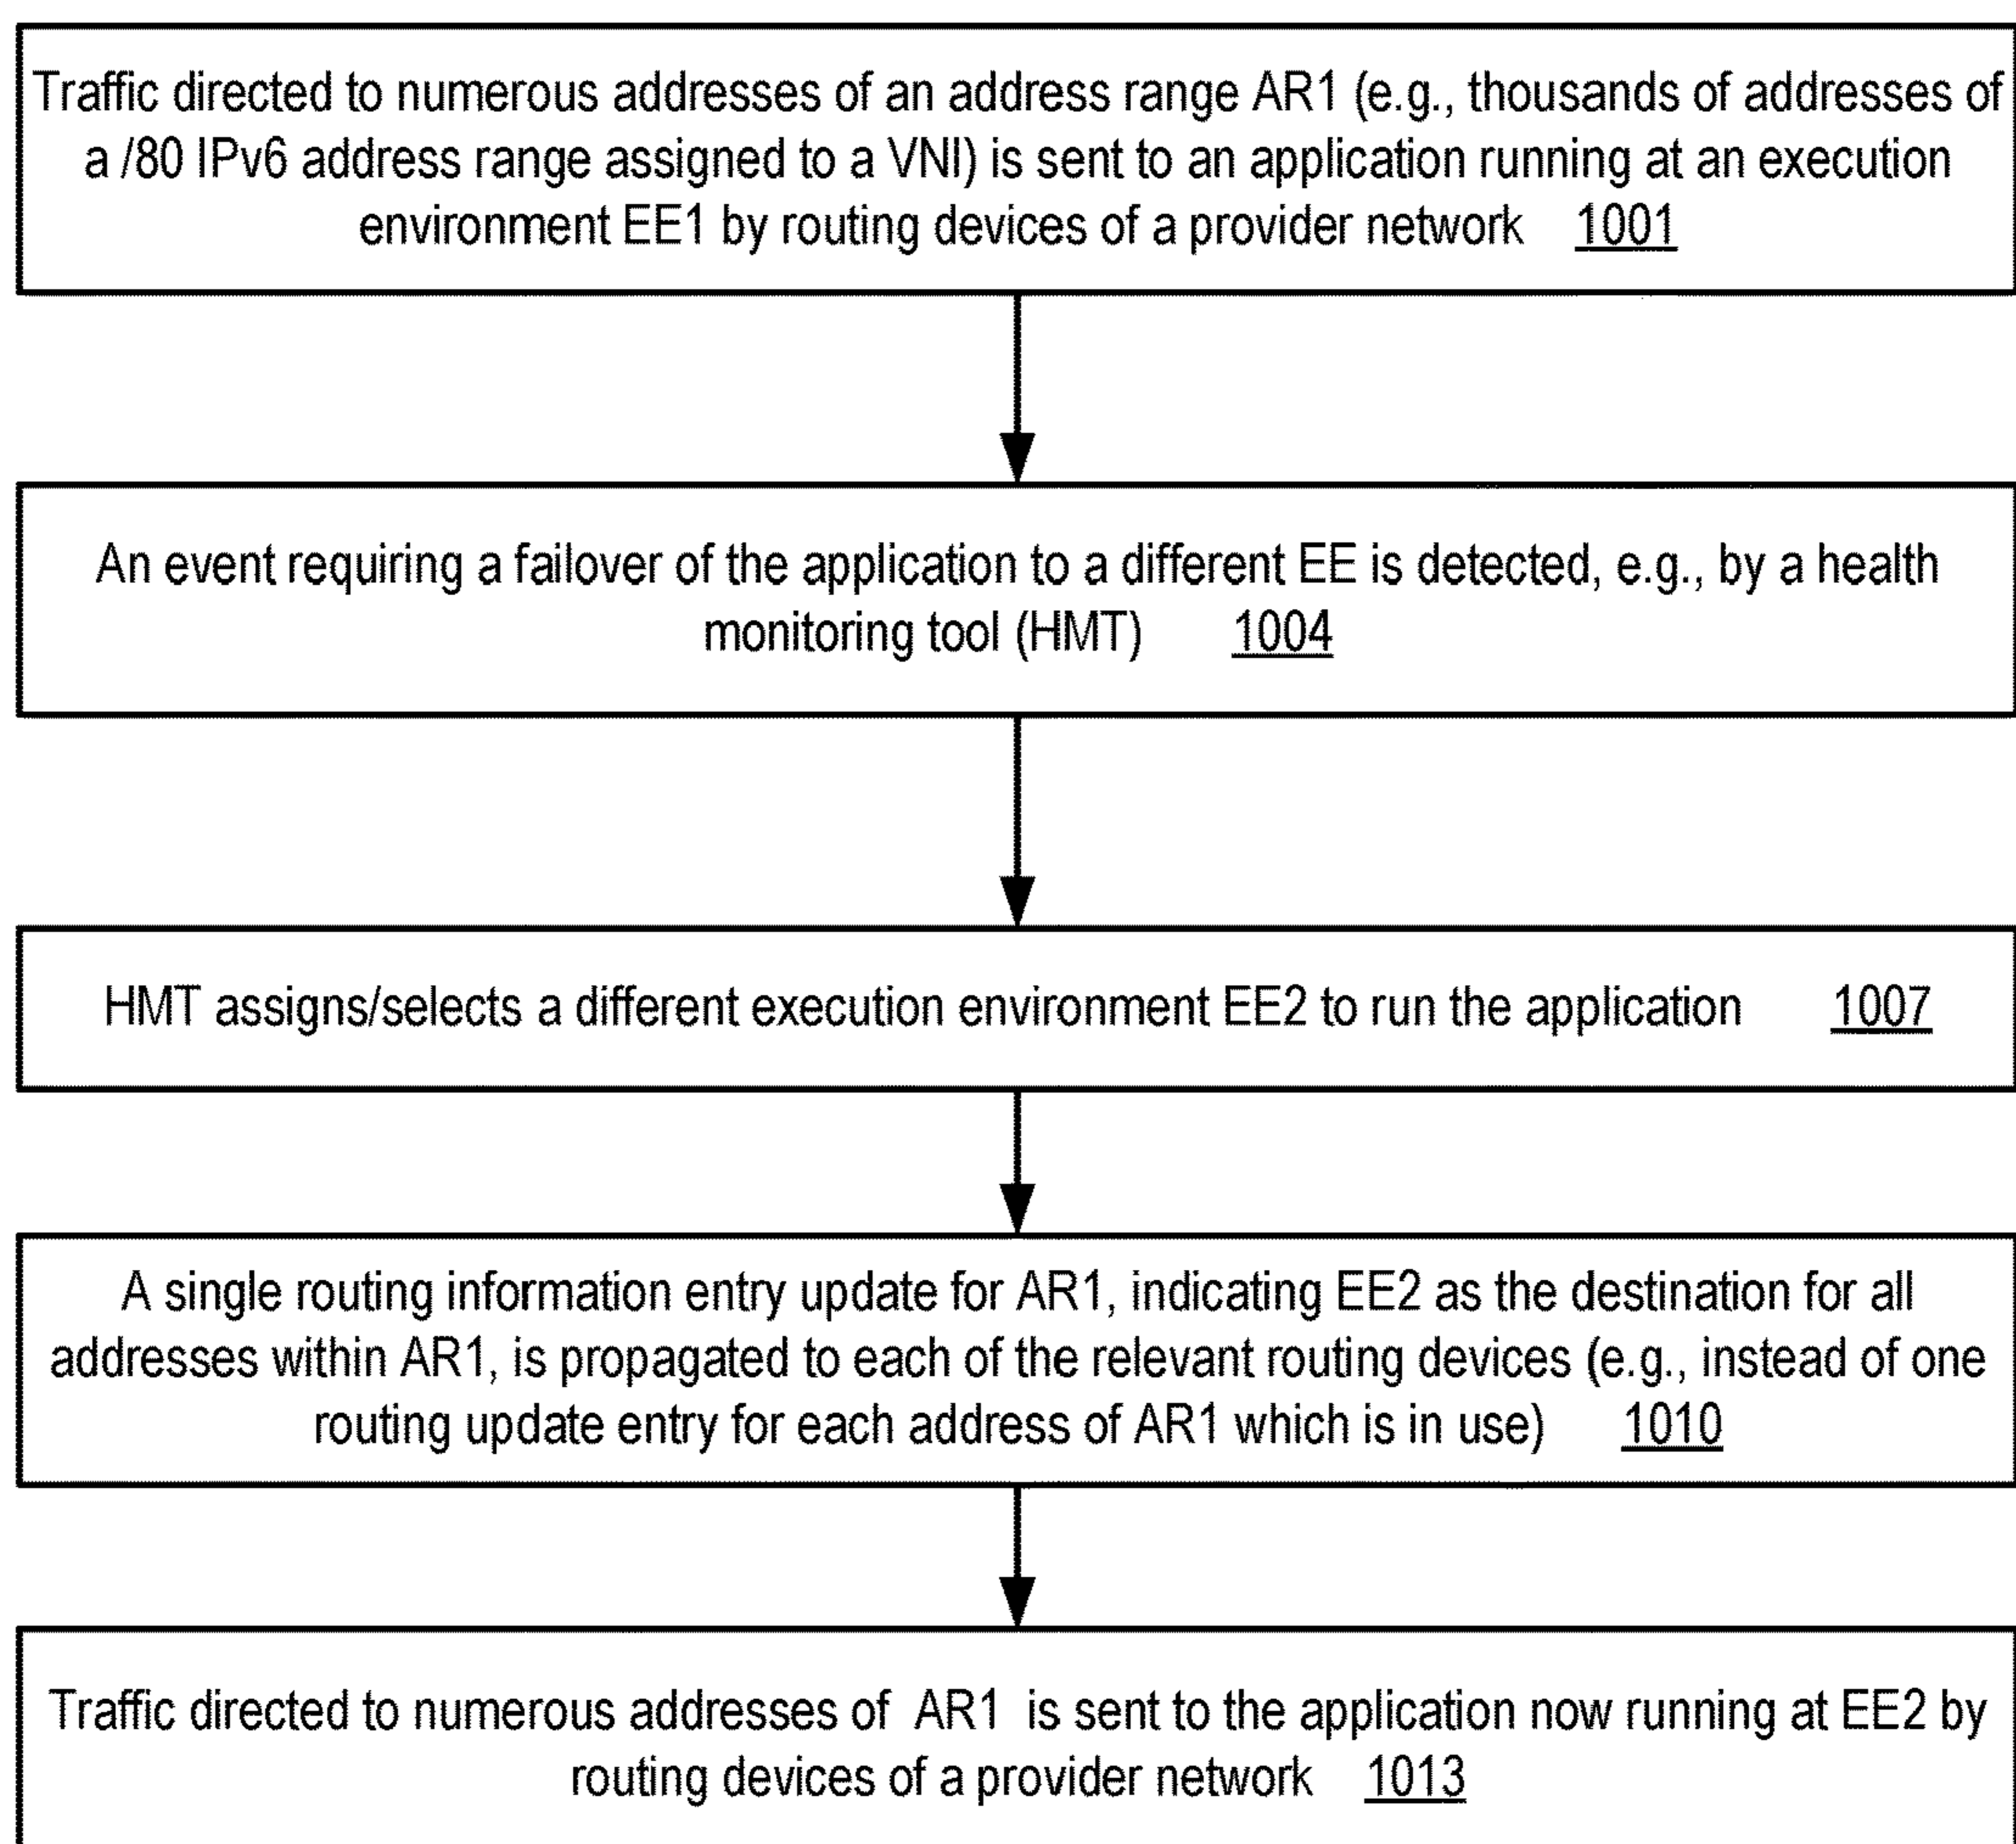 Traffic directed to numerous addresses of an address range AR1 (e.g., thousands of addresses of
a /80 IPv6 address range assigned to a VNI) is sent to an application running at an execution
environment EE1 by routing devices of a provider network 1001
An event requiring a failover of the application to a different EE is detected, e.g., by a health
monitoring tool (HMT) 1004
HMT assigns/selects a different execution environment EE2 to run the application 1007
A single routing information entry update for AR1, indicating EE2 as the destination for all
addresses within AR1, is propagated to each of the relevant routing devices (e.g., instead of one
routing update entry for each address of AR1 which is in use) 1010
Traffic directed to numerous addresses of AR1 is sent to the application now running at EE2 by
routing devices of a provider network 1013